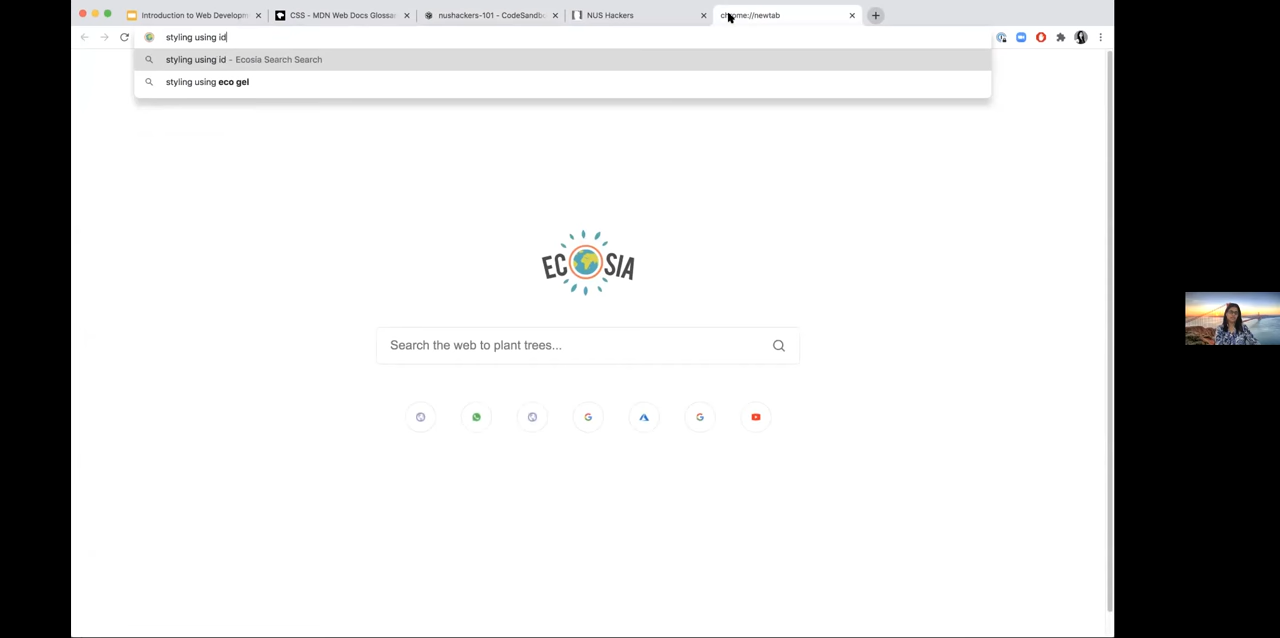 Introduction to Web Developm
CSS - MDN Web Docs Glossar
nushackers-101 - CodeSandb
NUS Hackers
chrome://newtab
styling using id
styling using id - Ecosia Search Search
styling using eco gel
ECOSIA
Search the web to plant trees...